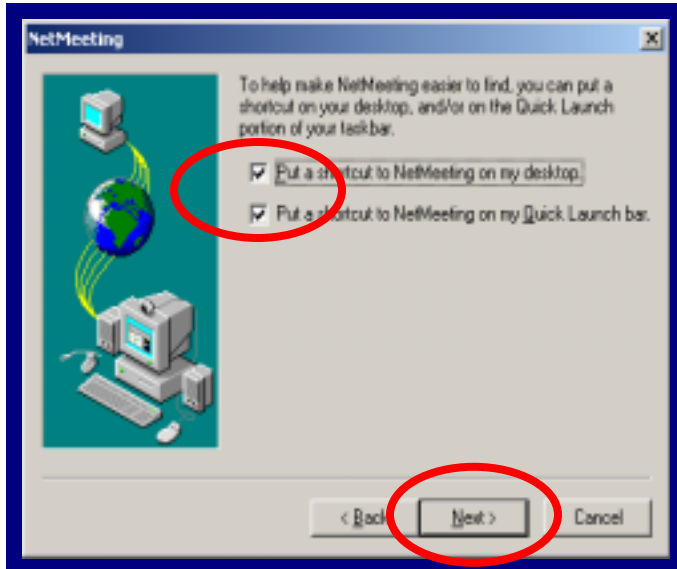 NetMeeting
To help make NetMeeting easier to find, you can put a
shortcut on your desktop, and/or on the Quick Launch
portion of your taskbar.
Put a shortcut to NetMeeting on my desktop.
Put a shortcut to NetMeeting on my Quick Launch bar.
< Back
Next >
Cancel